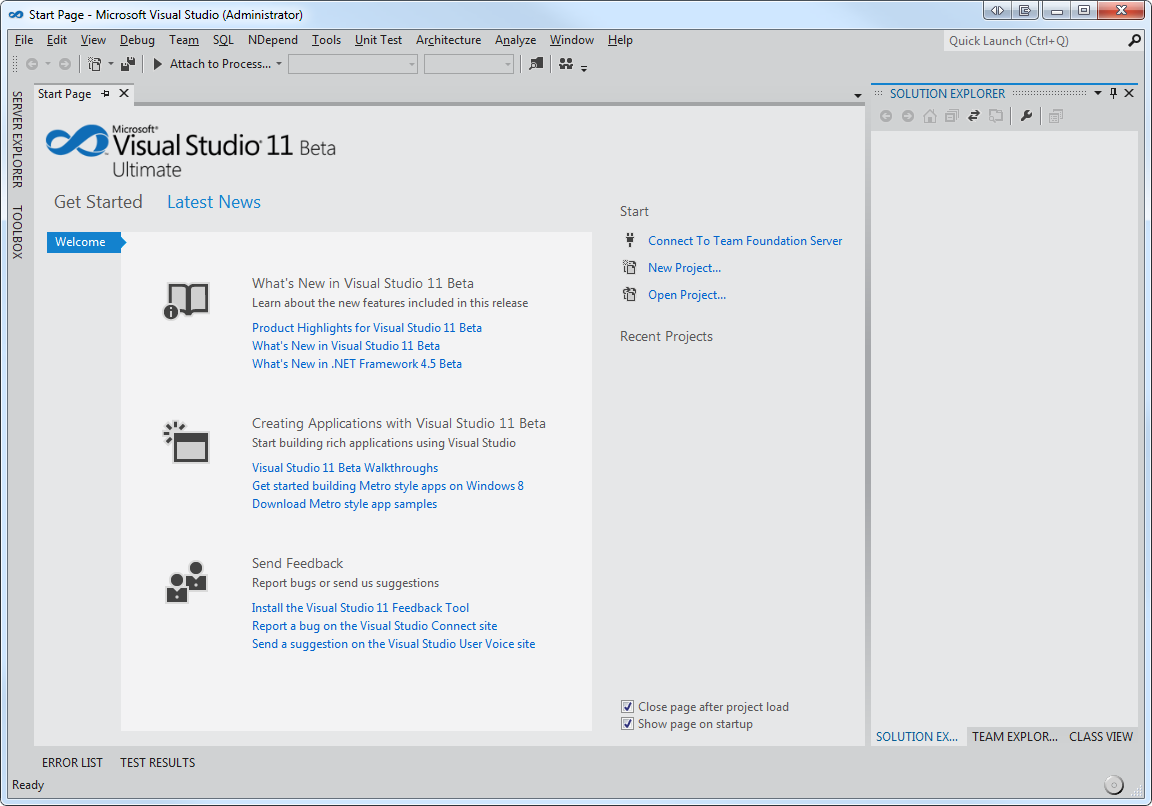 Start Page - Microsoft Visual Studio (Administrator)
File Edit View Debug Team SQL NDepend Tools Unit Test Architecture Analyze Window Help
Quick Launch (Ctrl+Q)
Attach to Process...
SERVER EXPLORER
TOOLBOX
Start Page
Microsoft®
Visual Studio® 11 Beta
Ultimate
Get Started Latest News
Welcome
What's New in Visual Studio 11 Beta
Learn about the new features included in this release
Product Highlights for Visual Studio 11 Beta
What's New in Visual Studio 11 Beta
What's New in .NET Framework 4.5 Beta
Creating Applications with Visual Studio 11 Beta
Start building rich applications using Visual Studio
Visual Studio 11 Beta Walkthroughs
Get started building Metro style apps on Windows 8
Download Metro style app samples
Send Feedback
Report bugs or send us suggestions
Install the Visual Studio 11 Feedback Tool
Report a bug on the Visual Studio Connect site
Send a suggestion on the Visual Studio User Voice site
Start
Connect To Team Foundation Server
New Project...
Open Project...
Recent Projects
Close page after project load
Show page on startup
SOLUTION EXPLORER
SOLUTION EX... TEAM EXPLOR... CLASS VIEW
ERROR LIST TEST RESULTS
Ready